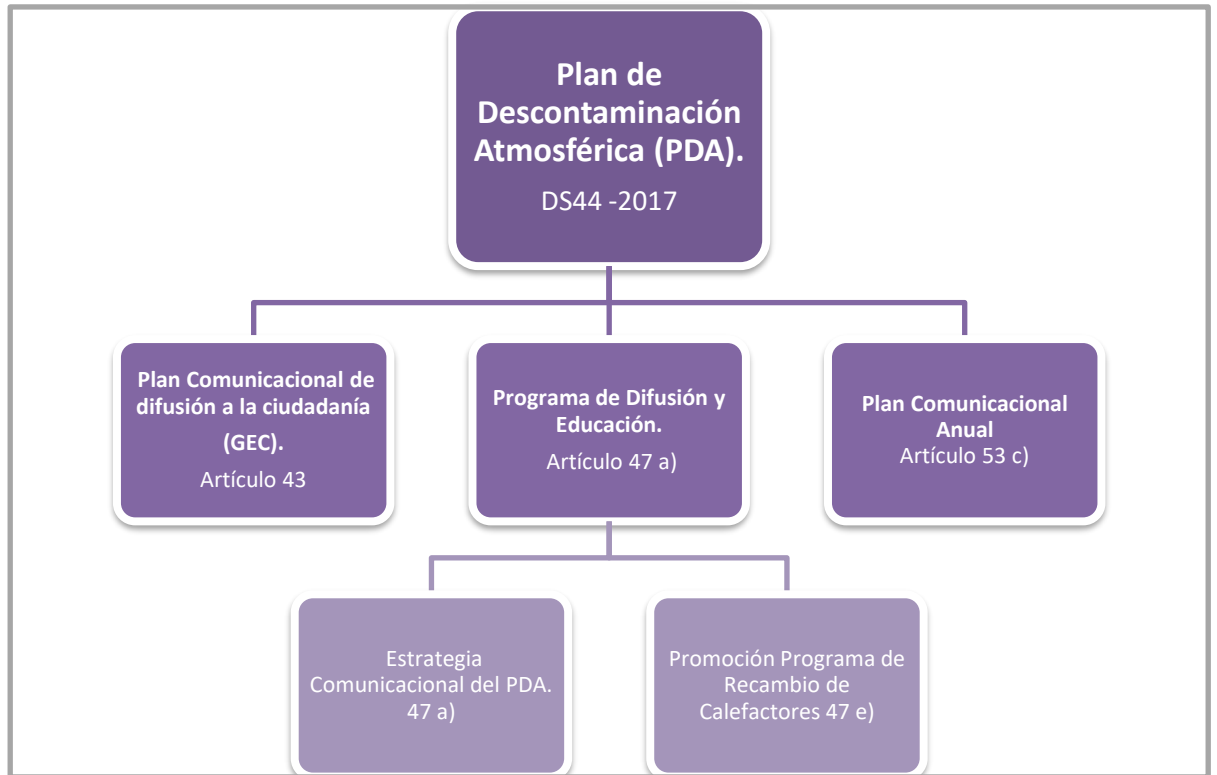 Plan de
Descontaminación
Atmosférica (PDA).
DS44 -2017
Plan Comunicacional de
difusión a la ciudadanía
(GEC).
Artículo 43
Programa de Difusión y
Educación.
Artículo 47 a)
Plan Comunicacional
Anual
Artículo 53 c)
Estrategia
Comunicacional del PDA.
47 a)
Promoción Programa de
Recambio de
Calefactores 47 e)